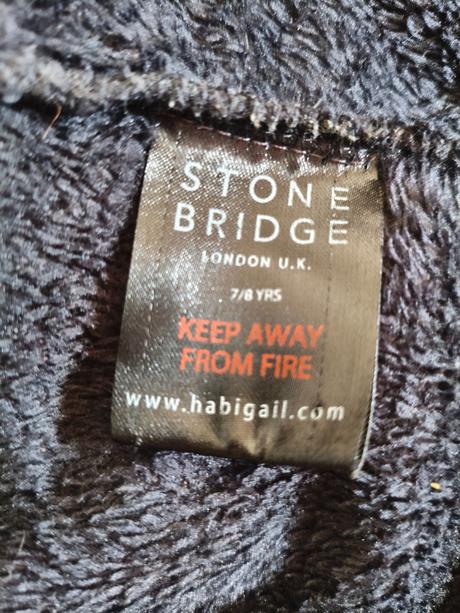 STONE
BRIDGE
LONDON U.K.
7/8 YRS
KEEP AWAY
FROM FIRE
www.habigail.com